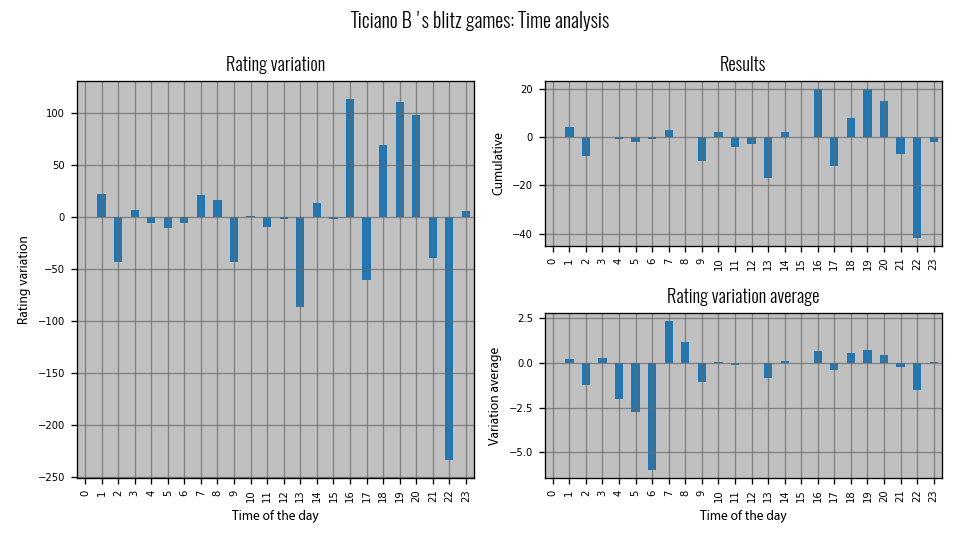 Ticiano B 's blitz games: Time analysis
Rating variation
Rating variation
100
50
0
−50
−100
−150
−200
−250
0 1 2 3 4 5 6 7 8 9 10 11 12 13 14 15 16 17 18 19 20 21 22 23
Time of the day
Results
Cumulative
20
0
−20
−40
0 1 2 3 4 5 6 7 8 9 10 11 12 13 14 15 16 17 18 19 20 21 22 23
Rating variation average
Variation average
2.5
0.0
−2.5
−5.0
0 1 2 3 4 5 6 7 8 9 10 11 12 13 14 15 16 17 18 19 20 21 22 23
Time of the day